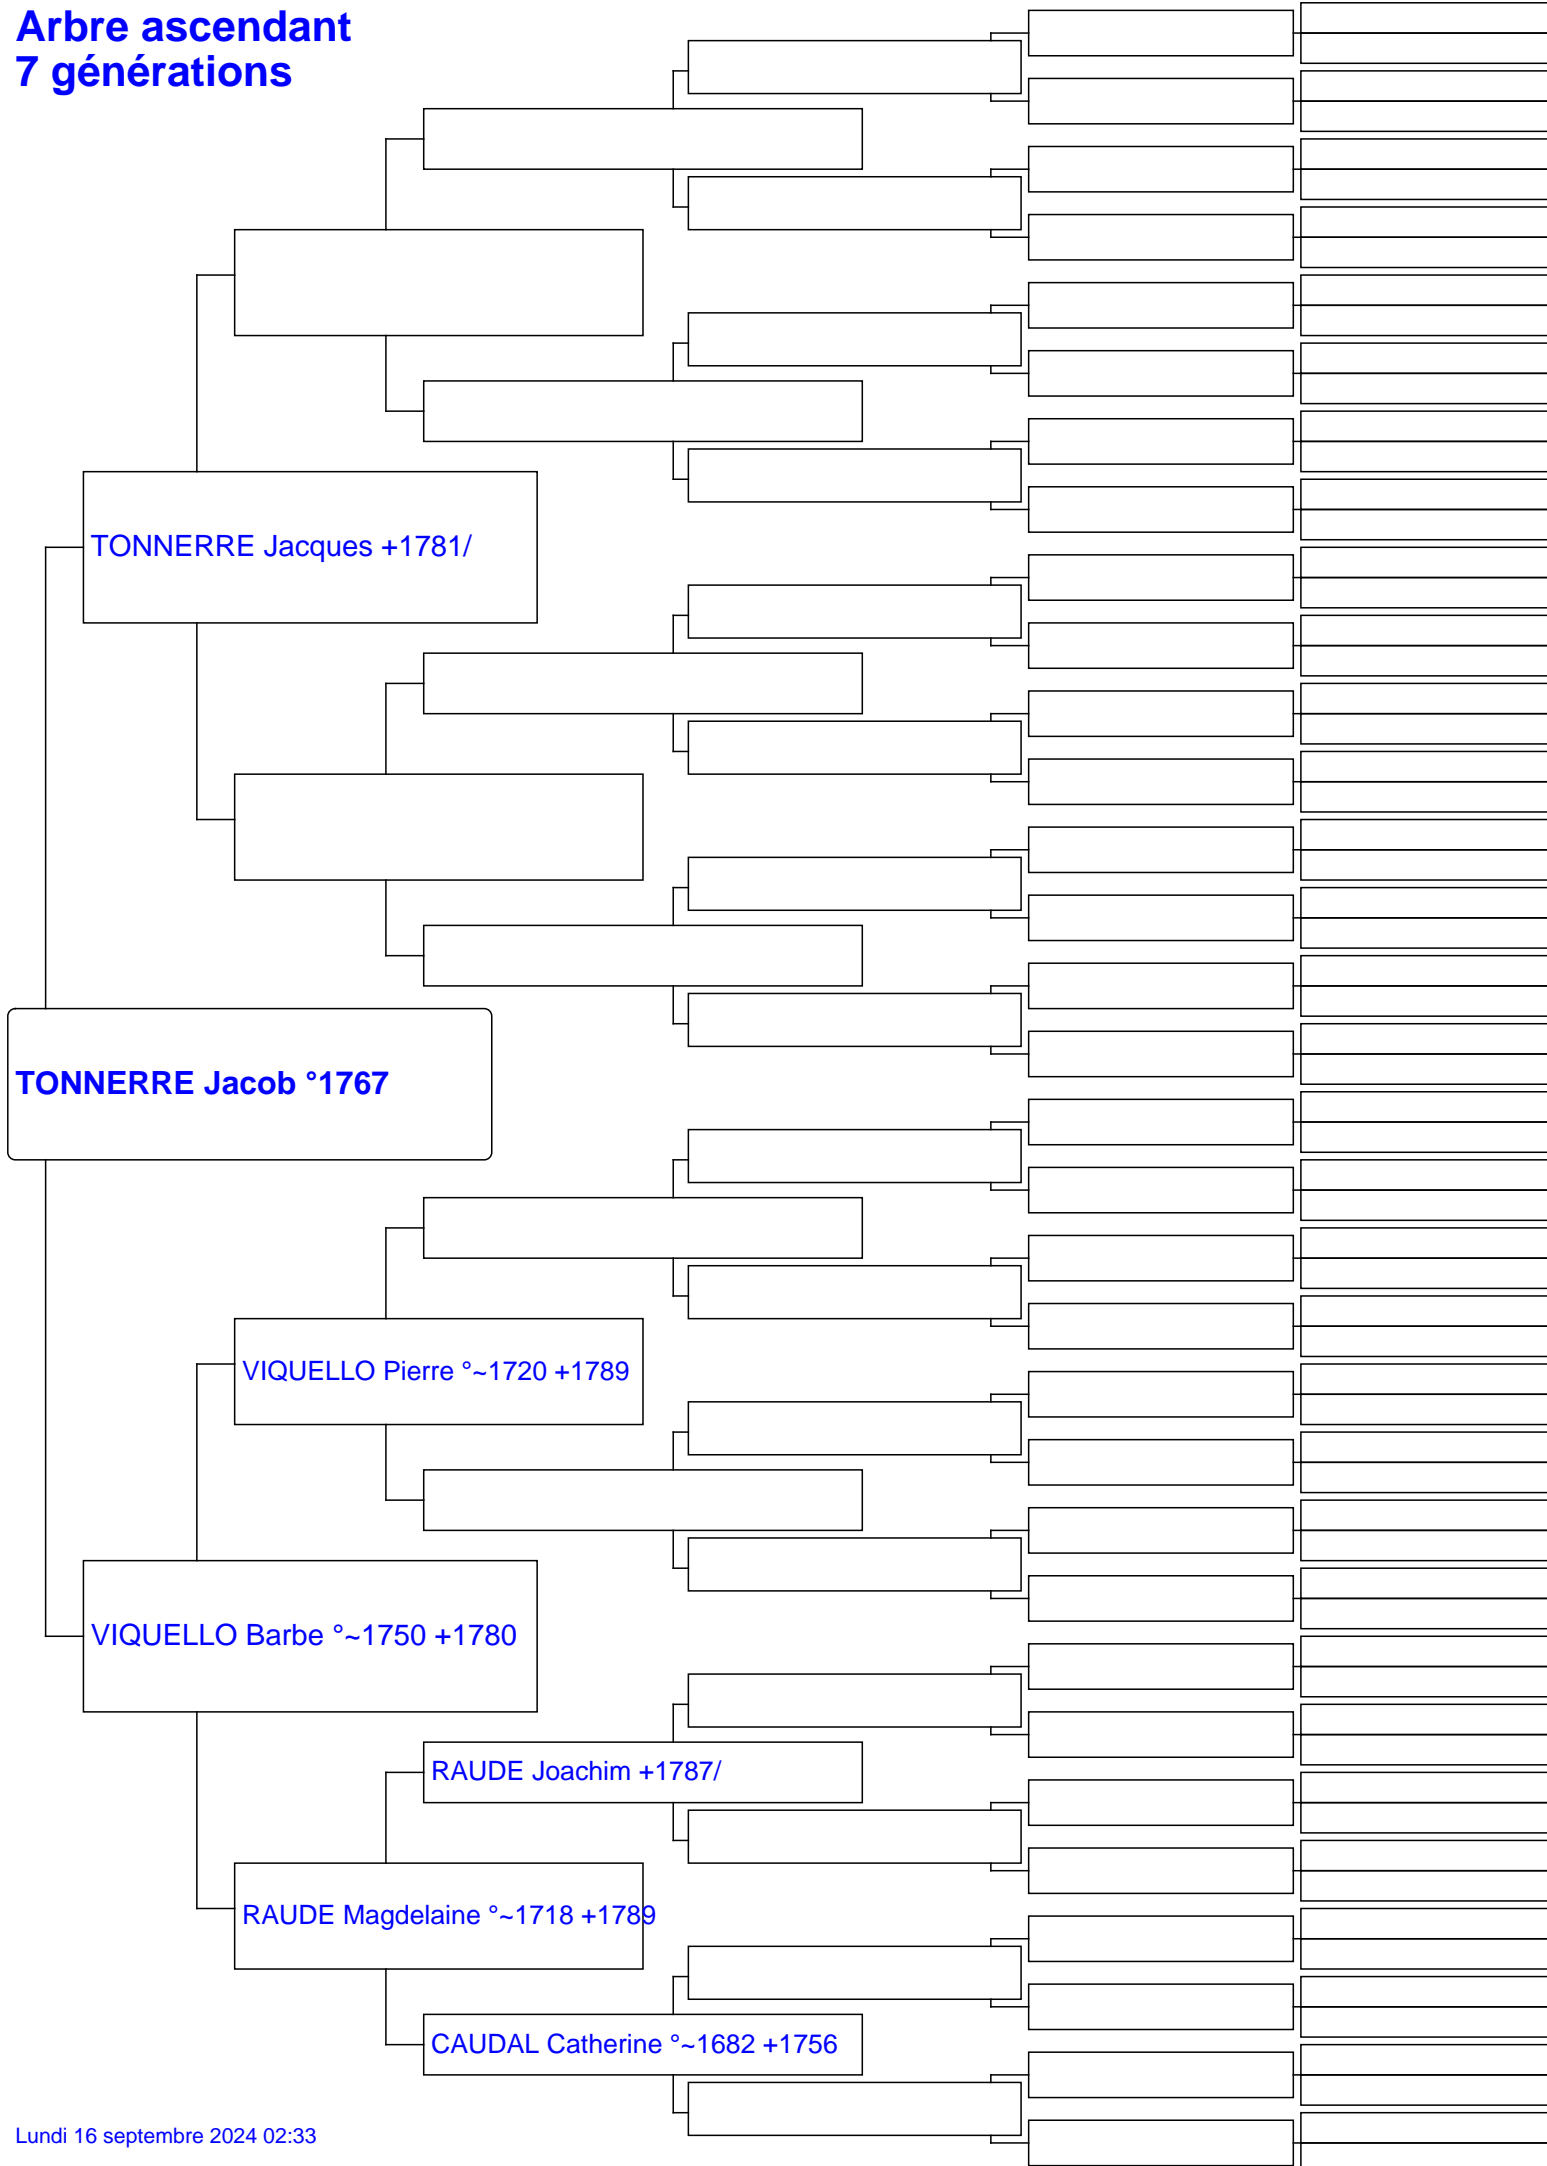 Arbre ascendant
7 générations
TONNERRE Jacques +1781/
TONNERRE Jacob °1767
VIQUELLO Pierre °~1720 +1789
VIQUELLO Barbe °~1750 +1780
RAUDE Joachim +1787/
RAUDE Magdelaine °~1718 +1789
CAUDAL Catherine °~1682 +1756
Lundi 16 septembre 2024 02:33